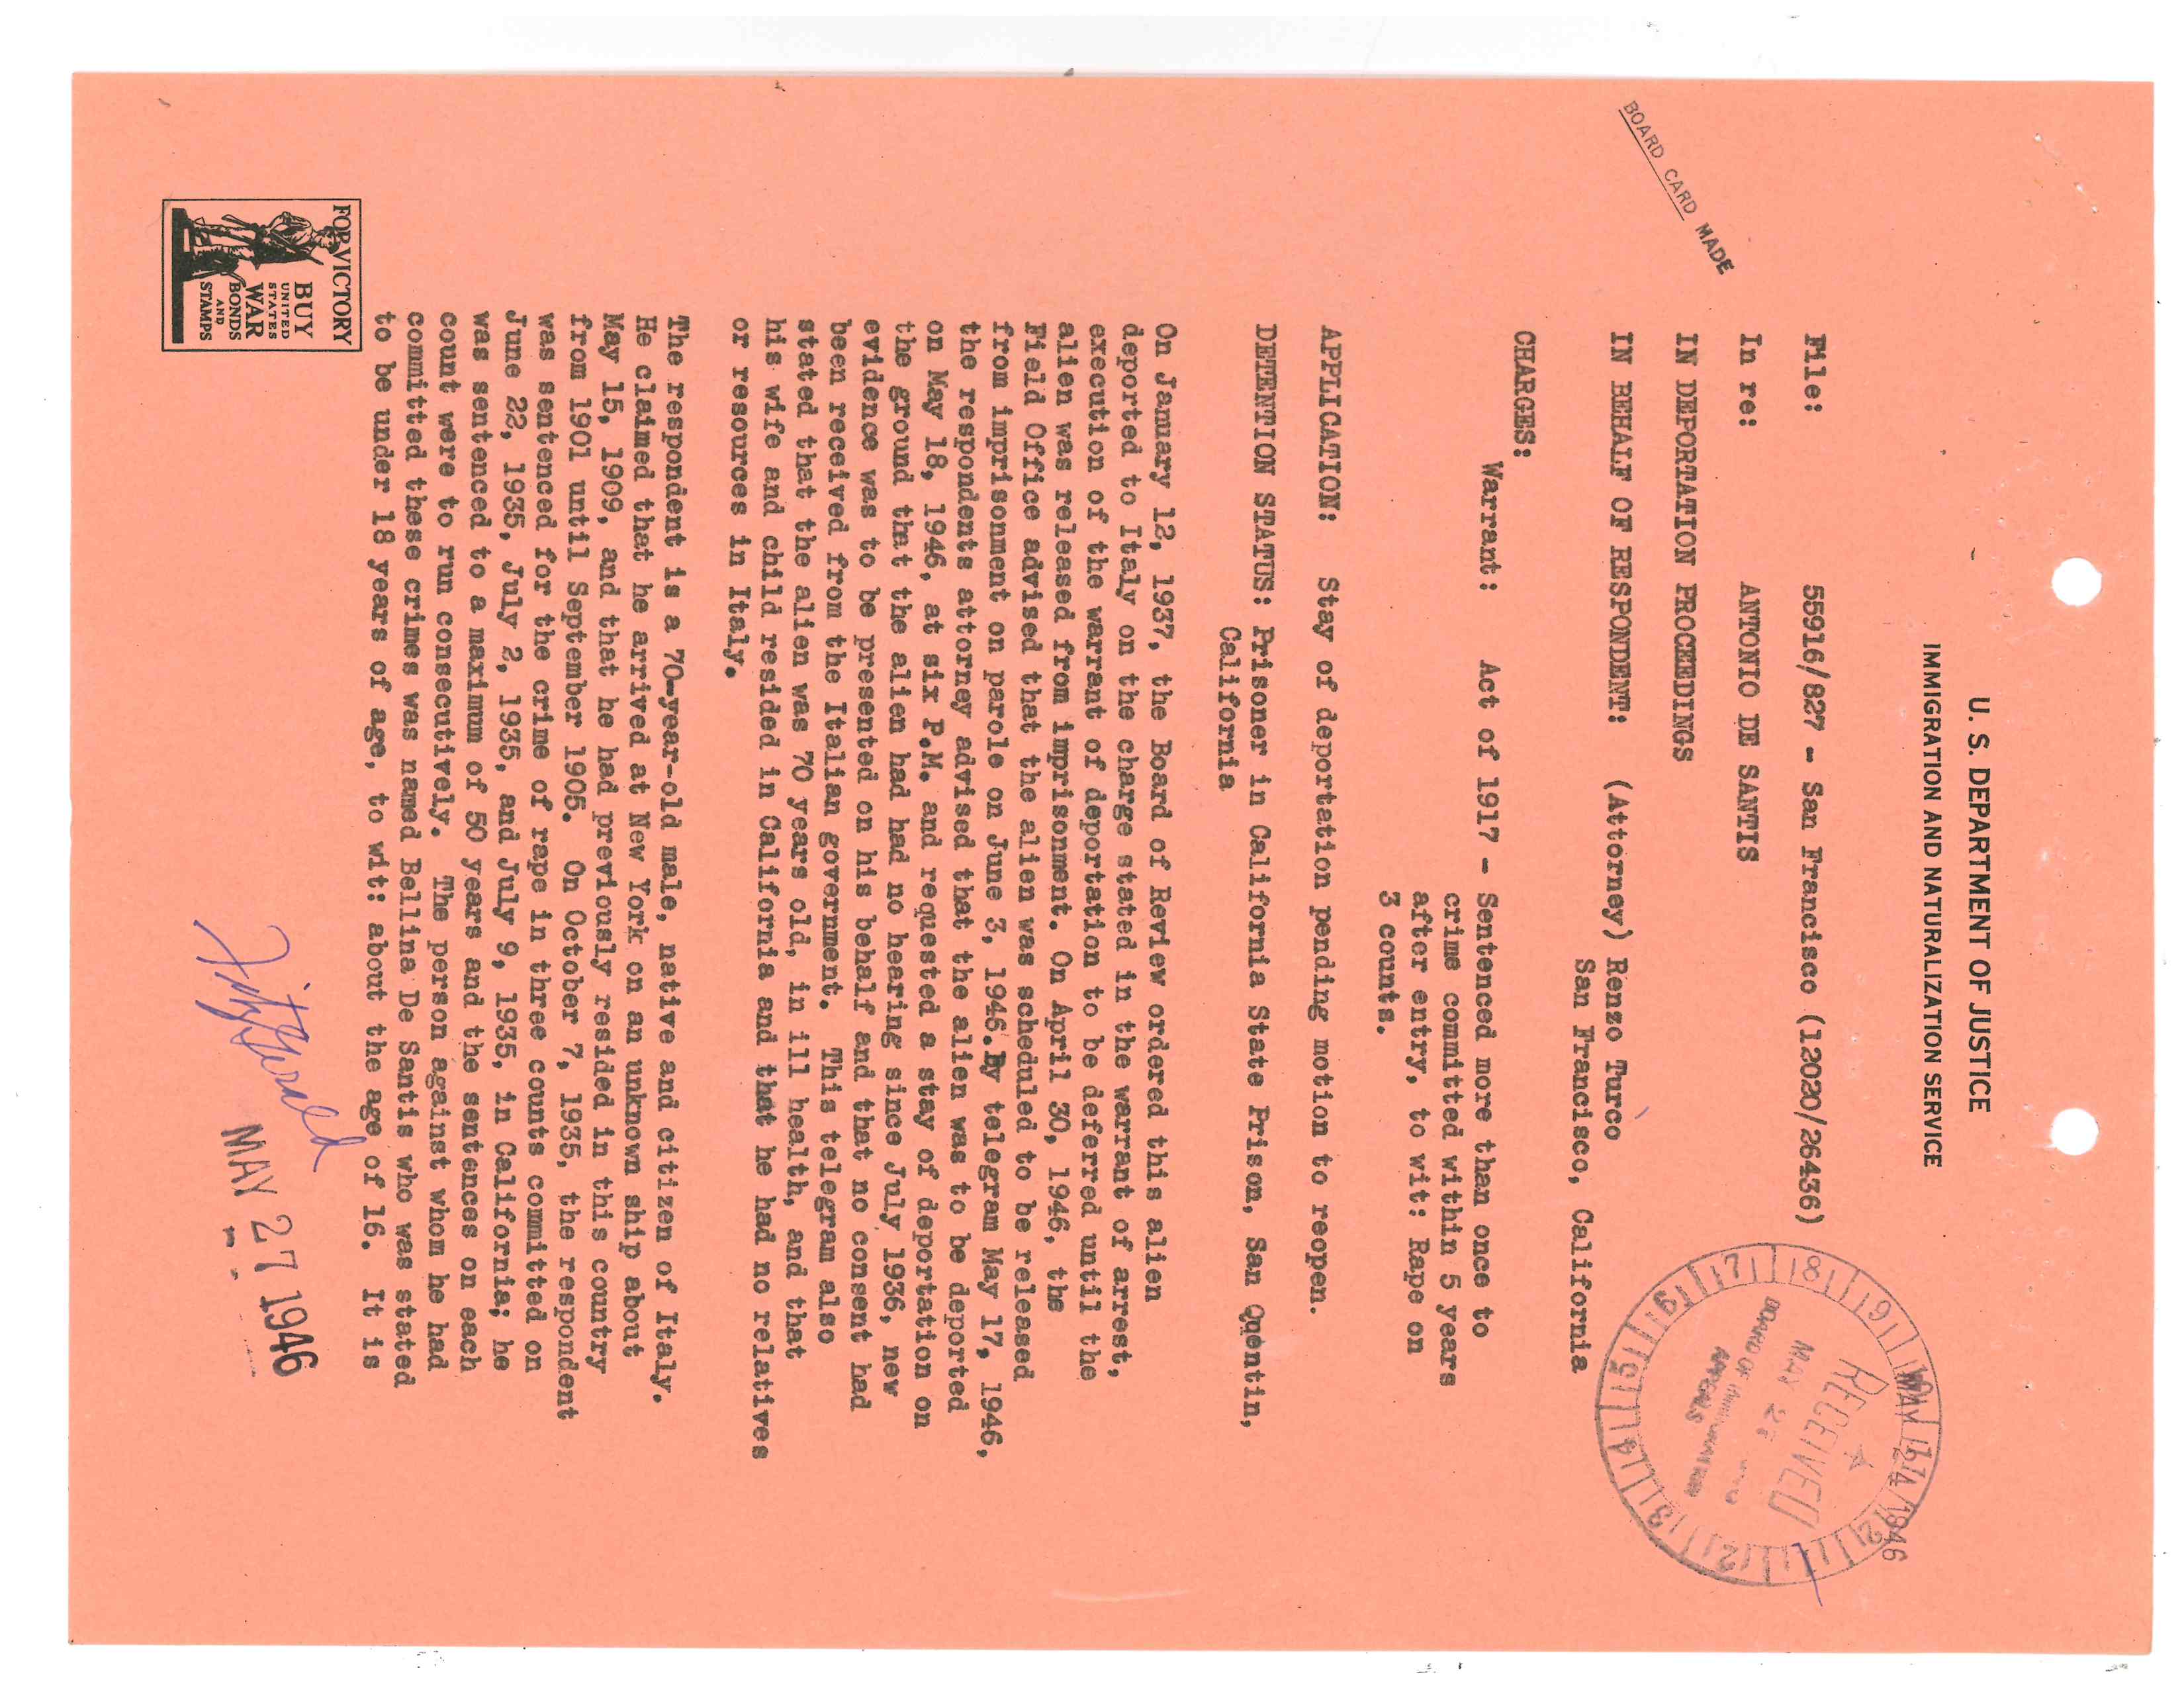 U. S. DEPARTMENT OF JUSTICE
IMMIGRATION AND NATURALIZATION SERVICE
MAY 24 1946
RECEIVED
MAY 27
BOARD OF IMMIGRATION
APPEALS
File: 55916/827 - San Francisco (12020/26436)
In re: ANTONIO DE SANTIS
BOARD CARD MADE
IN DEPORTATION PROCEEDINGS
IN BEHALF OF RESPONDENT: (Attorney) Renzo Turco
San Francisco, California
CHARGES:
Warrant: Act of 1917 - Sentenced more than once to
crime committed within 5 years
after entry, to wit: Rape on
3 counts.
APPLICATION: Stay of deportation pending motion to reopen.
DETENTION STATUS: Prisoner in California State Prison, San Quentin,
California
On January 12, 1937, the Board of Review ordered this alien
deported to Italy on the charge stated in the warrant of arrest,
execution of the warrant of deportation to be deferred until the
alien was released from imprisonment. On April 30, 1946, the
Field Office advised that the alien was scheduled to be released
from imprisonment on parole on June 3, 1946.By telegram May 17, 1946,
the respondents attorney advised that the alien was to be deported
on May 18, 1946, at six P.M. and requested a stay of deportation on
the ground that the alien had had no hearing since July 1936, new
evidence was to be presented on his behalf and that no consent had
been received from the Italian government. This telegram also
stated that the alien was 70 years old, in ill health, and that
his wife and child resided in California and that he had no relatives
or resources in Italy.
The respondent is a 70-year-old male, native and citizen of Italy.
He claimed that he arrived at New York on an unknown ship about
May 15, 1909, and that he had previously resided in this country
from 1901 until September 1905. On October 7, 1935, the respondent
was sentenced for the crime of rape in three counts committed on
June 22, 1935, July 2, 1935, and July 9, 1935, in California; he
was sentenced to a maximum of 50 years and the sentences on each
count were to run consecutively. The person against whom he had
committed these crimes was named Bellina De Santis who was stated
to be under 18 years of age, to wit: about the age of 16. It is
FOR VICTORY
BUY
UNITED
STATES
WAR
BONDS
AND
STAMPS
FitzGerald
MAY 27 1946